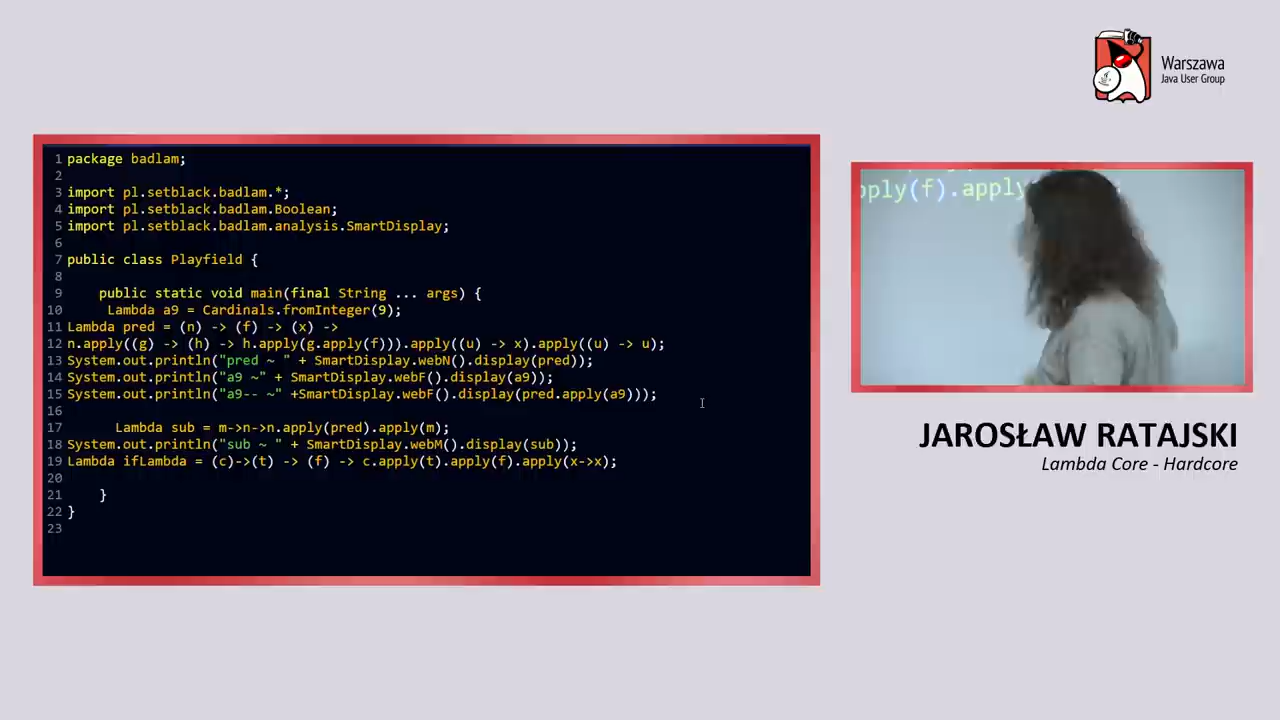 Warszawa
Java User Group
1 package badlam;
2
3 import pl.setblack.badlam.*;
4 import pl.setblack.badlam.Boolean;
5 import pl.setblack.badlam.analysis.SmartDisplay;
6
7 public class Playfield {
8
9     public static void main(final String ... args) {
10      Lambda a9 = Cardinals.fromInteger(9);
11 Lambda pred = (n) -> (f) -> (x) ->
12 n.apply((g) -> (h) -> h.apply(g.apply(f))).apply((u) -> x).apply((u) -> u);
13 System.out.println("pred ~ " + SmartDisplay.webN().display(pred));
14 System.out.println("a9 ~" + SmartDisplay.webF().display(a9));
15 System.out.println("a9-- ~" +SmartDisplay.webF().display(pred.apply(a9)));
16
17       Lambda sub = m->n->n.apply(pred).apply(m);
18 System.out.println("sub ~ " + SmartDisplay.webM().display(sub));
19 Lambda ifLambda = (c)->(t) -> (f) -> c.apply(t).apply(f).apply(x->x);
20
21     }
22 }
23
pply(f).apply
JAROSŁAW RATAJSKI
Lambda Core - Hardcore